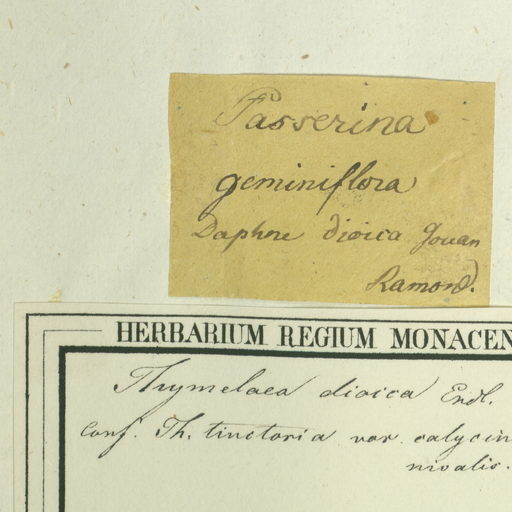 Passerina
geminiflora
Daphne dioica Gouan
Ramond.
HERBARIUM REGIUM MONACEN
Thymelaea dioica Endl.
Conf. Th. tinctoria var. calycin
nivalis.